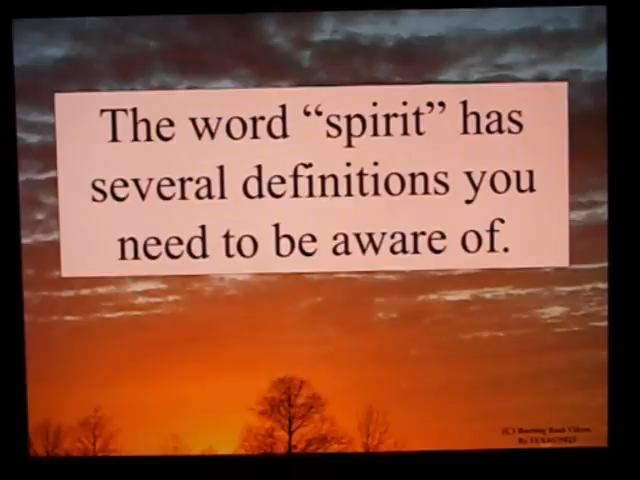 The word “spirit” has
several definitions you
need to be aware of.